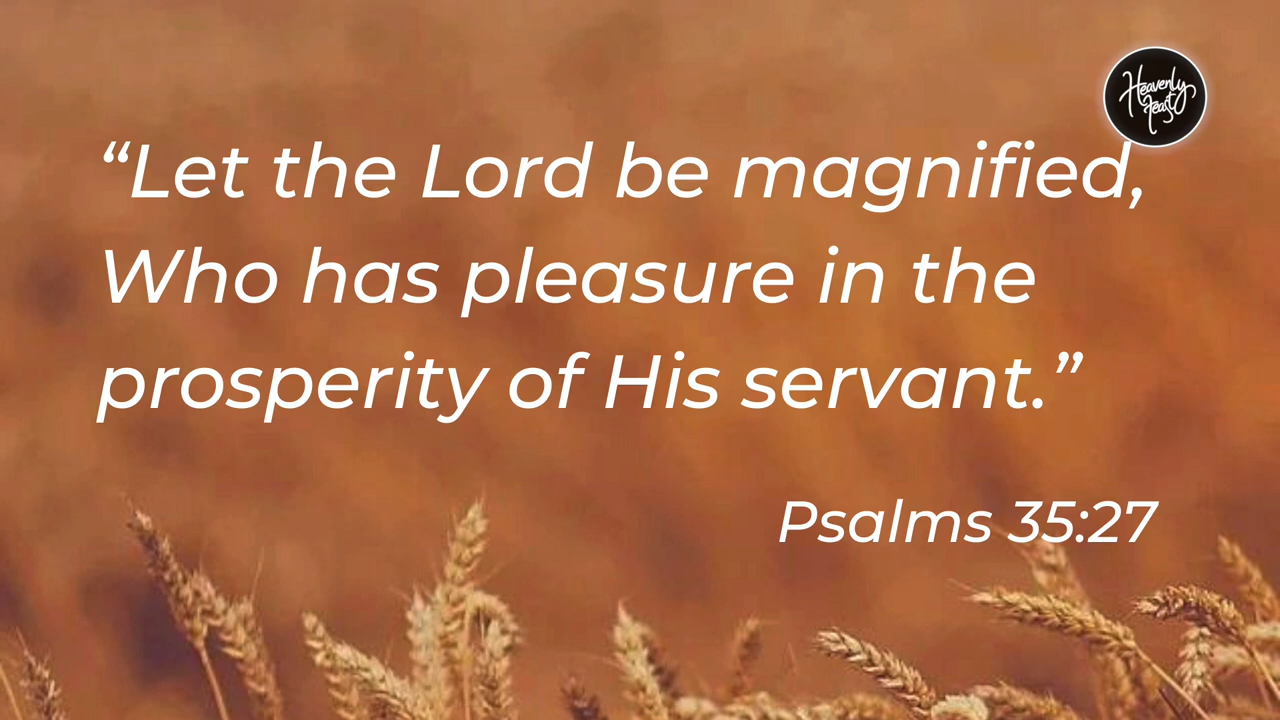 Heavenly
Feast
“Let the Lord be magnified,
Who has pleasure in the
prosperity of His servant.”
Psalms 35:27